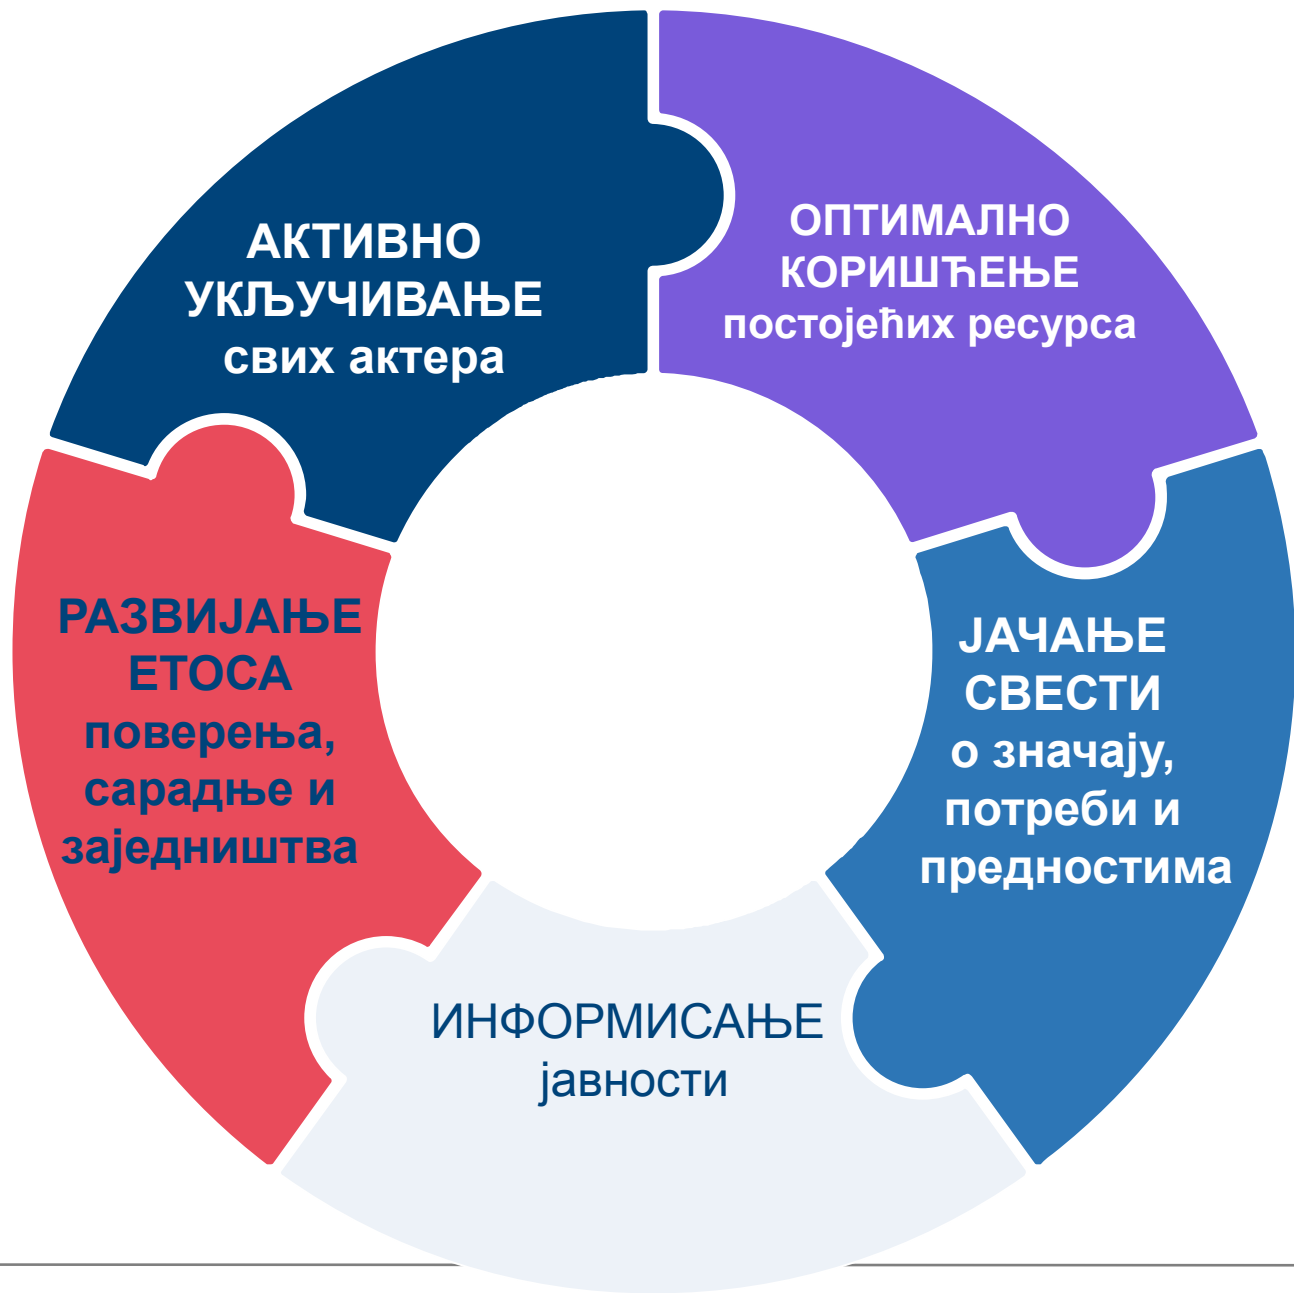 АКТИВНО
УКЉУЧИВАЊЕ
свих актера
ОПТИМАЛНО
КОРИШЋЕЊЕ
постојећих ресурса
РАЗВИЈАЊЕ
ЕТОСА
поверења,
сарадње и
заједништва
ЈАЧАЊЕ
СВЕСТИ
о значају,
потреби и
предностима
ИНФОРМИСАЊЕ
јавности